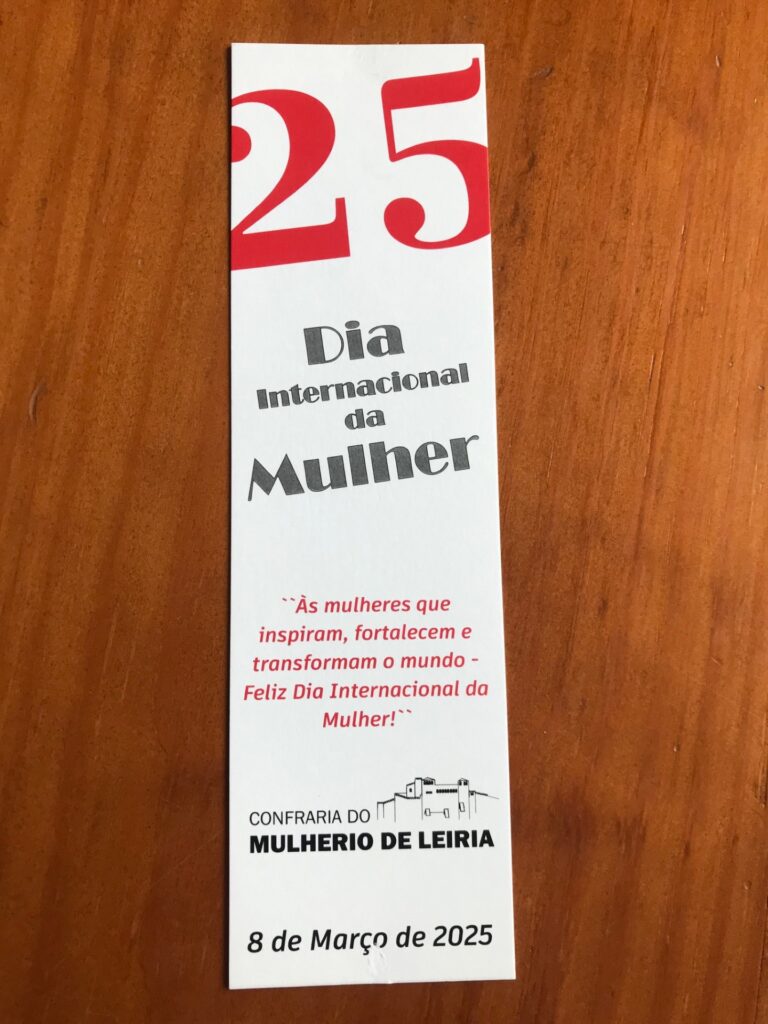 25
Dia
Internacional
da
Mulher
``Às mulheres que
inspiram, fortalecem e
transformam o mundo -
Feliz Dia Internacional da
Mulher!``
CONFRARIA DO
MULHERIO DE LEIRIA
8 de Março de 2025